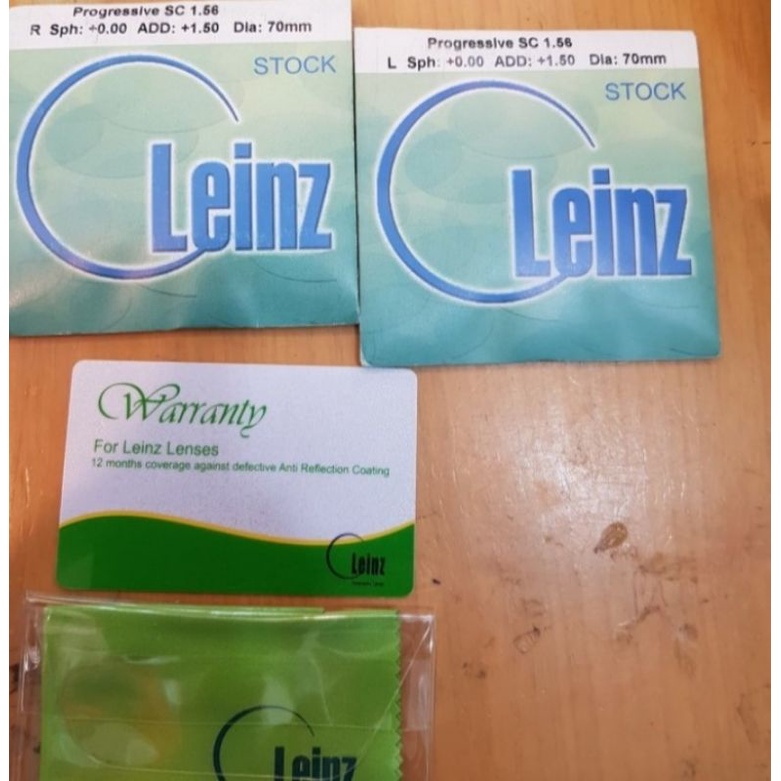 Progressive SC 1.56
R Sph: +0.00 ADD: +1.50 Dia: 70mm
STOCK
Leinz
Progressive SC 1.56
L Sph: +0.00 ADD: +1.50 Dia: 70mm
STOCK
Leinz
Warranty
For Leinz Lenses
12 months coverage against defective Anti Reflection Coating
Leinz
Leinz